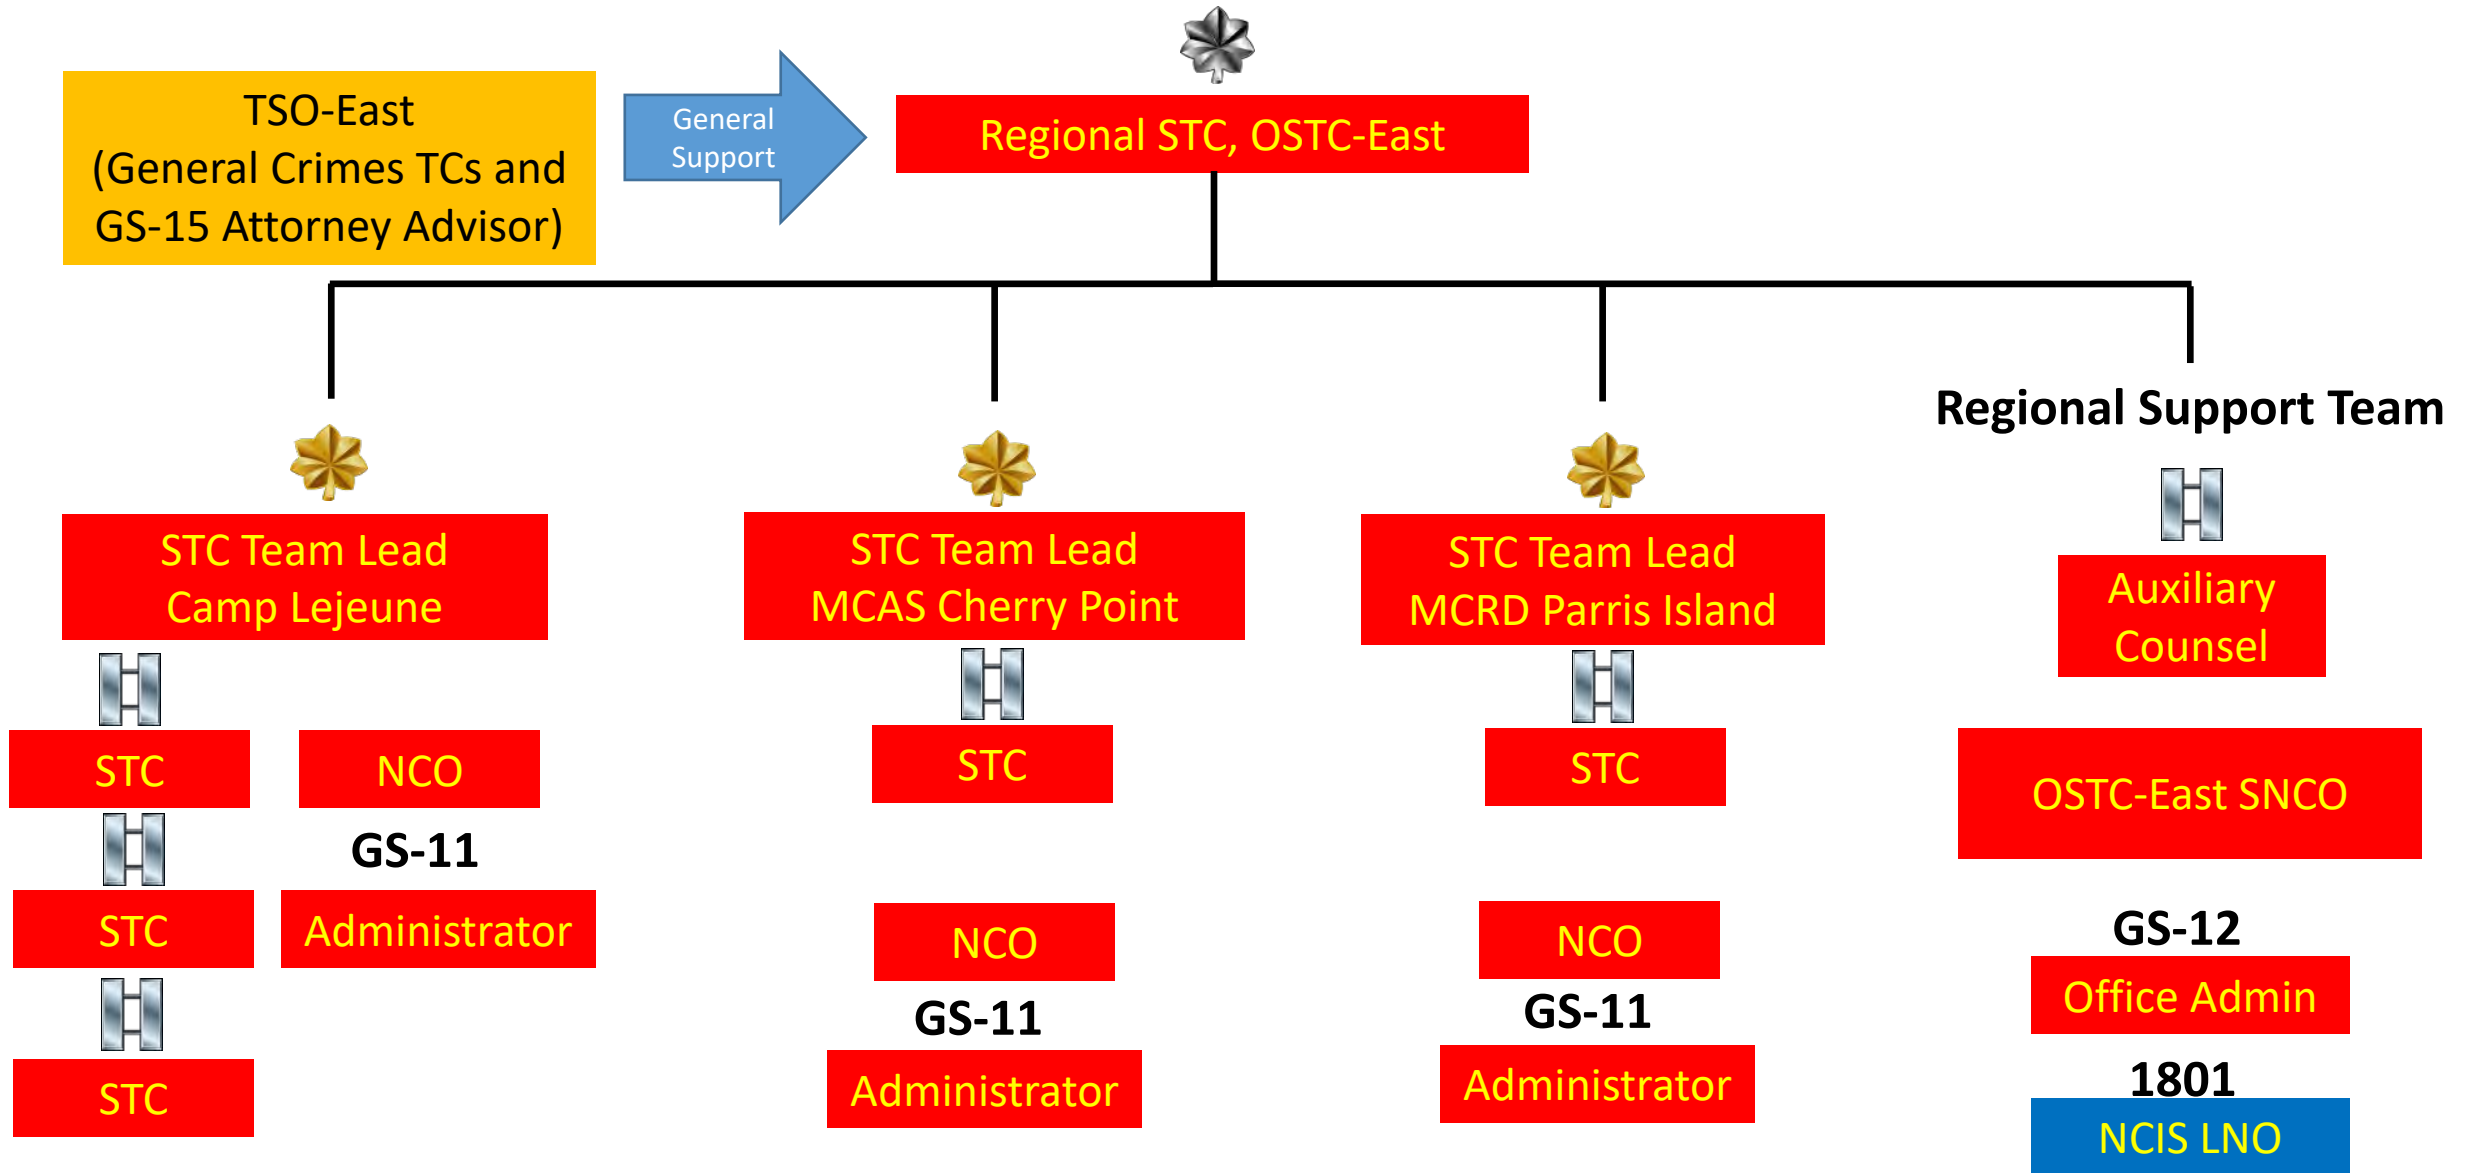 TSO-East
(General Crimes TCs and
GS-15 Attorney Advisor)
General
Support
Regional STC, OSTC-East
STC Team Lead
Camp Lejeune
STC
NCO
GS-11
STC
Administrator
STC
STC Team Lead
MCAS Cherry Point
STC
NCO
GS-11
Administrator
STC Team Lead
MCRD Parris Island
STC
NCO
GS-11
Administrator
Regional Support Team
Auxiliary
Counsel
OSTC-East SNCO
GS-12
Office Admin
1801
NCIS LNO